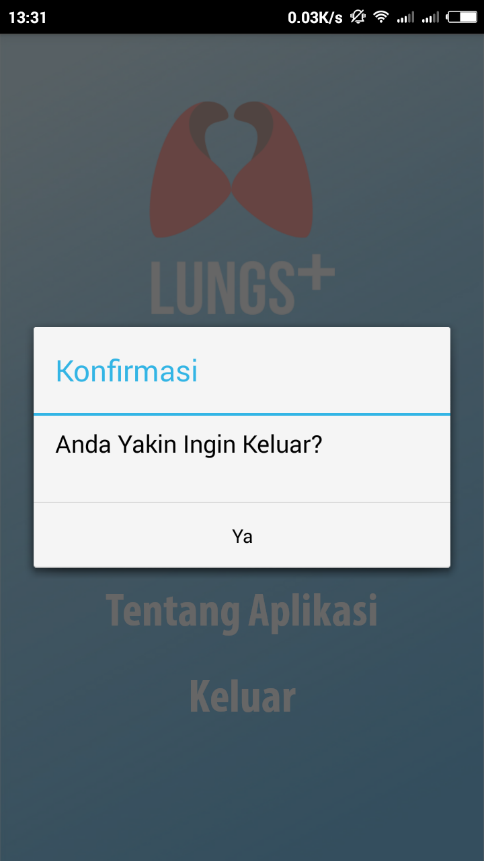 13:31
0.03K/s
LUNGS+
Konfirmasi
Anda Yakin Ingin Keluar?
Ya
Tentang Aplikasi
Keluar